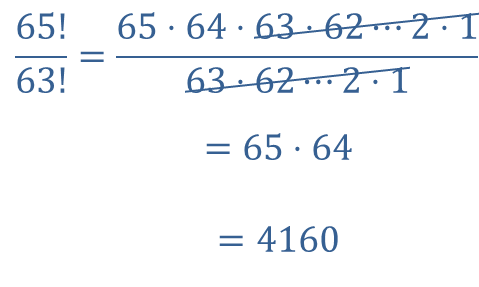 65!/63! = 65 · 64 · 63 · 62 ··· 2 · 1 / 63 · 62 ··· 2 · 1
= 65 · 64
= 4160